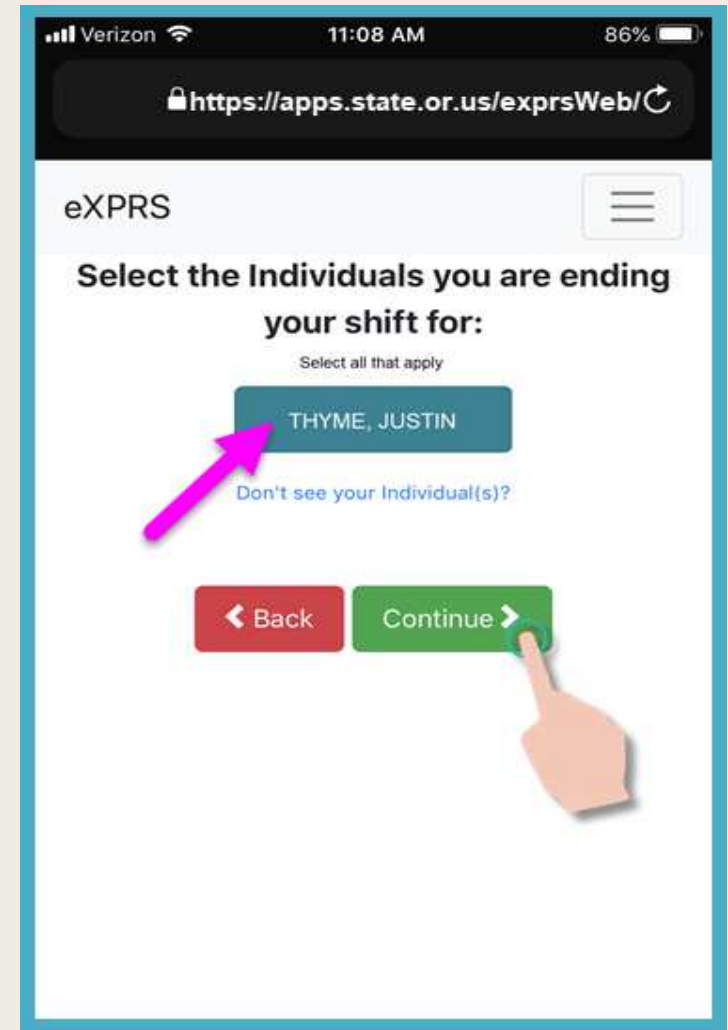 Verizon 11:08 AM 86%
https://apps.state.or.us/exprsWeb/
eXPRS
Select the Individuals you are ending
your shift for:
Select all that apply
THYME, JUSTIN
Don't see your Individual(s)?
Back Continue